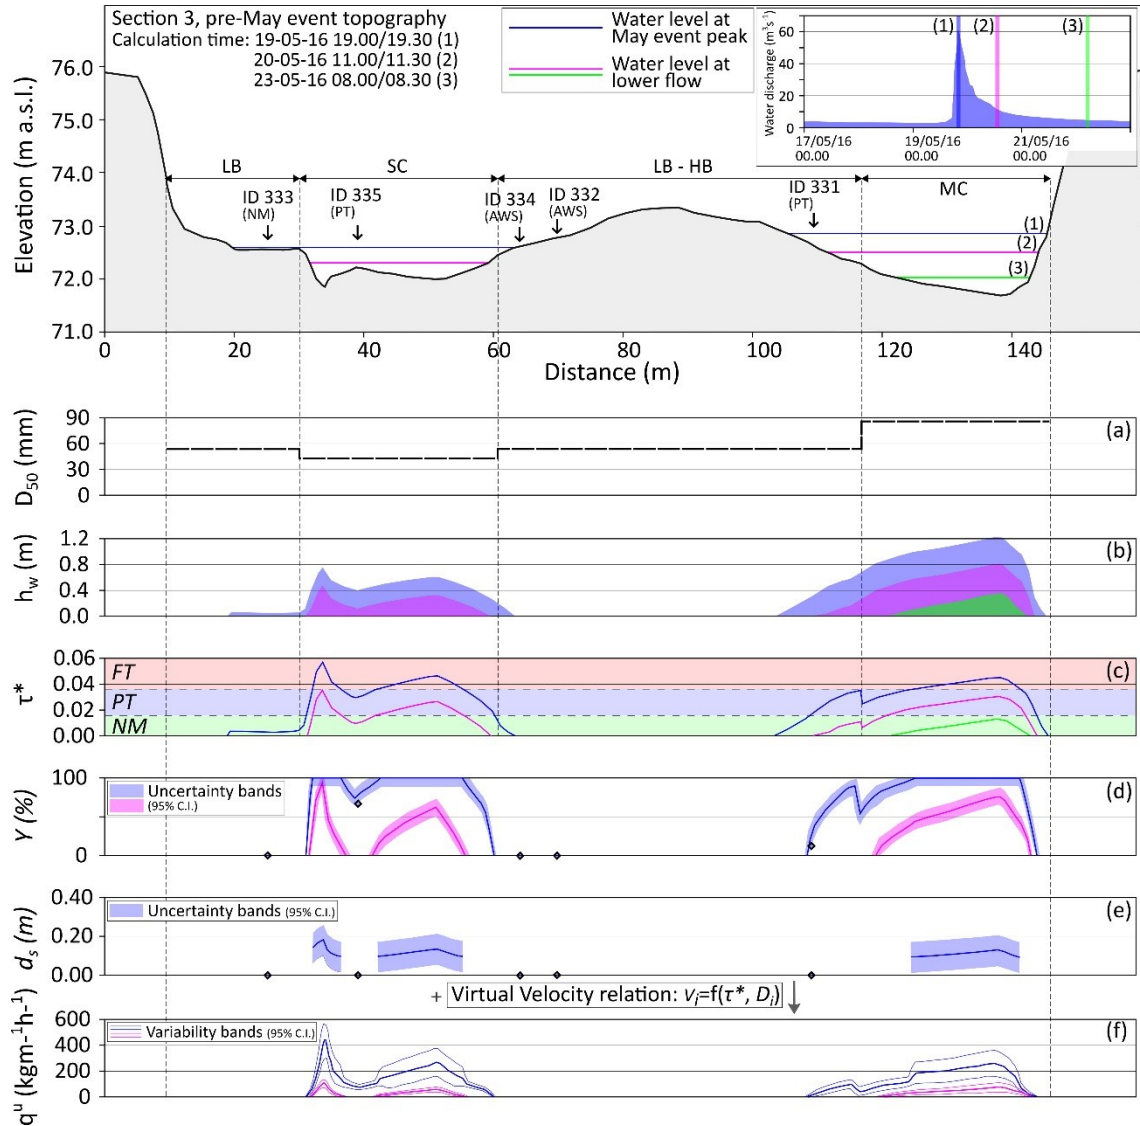 Section 3, pre-May event topography
Calculation time: 19-05-16 19.00/19.30 (1)
20-05-16 11.00/11.30 (2)
23-05-16 08.00/08.30 (3)
Water level at
May event peak
Water level at
lower flow
Water discharge (m³s⁻¹)
60
40
20
0
(1)
(2)
(3)
17/05/16
00.00
19/05/16
00.00
21/05/16
00.00
Elevation (m a.s.l.)
76.0
75.0
74.0
73.0
72.0
71.0
LB
SC
LB - HB
MC
ID 333
(NM)
ID 335
(PT)
ID 334
(AWS)
ID 332
(AWS)
ID 331
(PT)
(1)
(2)
(3)
0
20
40
60
80
100
120
140
Distance (m)
D₅₀ (mm)
90
60
30
0
(a)
h_w (m)
1.2
0.8
0.4
0.0
(b)
τ*
0.06
0.04
0.02
0.00
FT
PT
NM
(c)
Y (%)
100
0
Uncertainty bands
(95% C.I.)
(d)
d_s (m)
0.40
0.20
0.00
Uncertainty bands (95% C.I.)
(e)
+ Virtual Velocity relation: v_i=f(τ*, D_i)
q^u (kgm-¹h-¹)
600
400
200
0
Variability bands (95% C.I.)
(f)